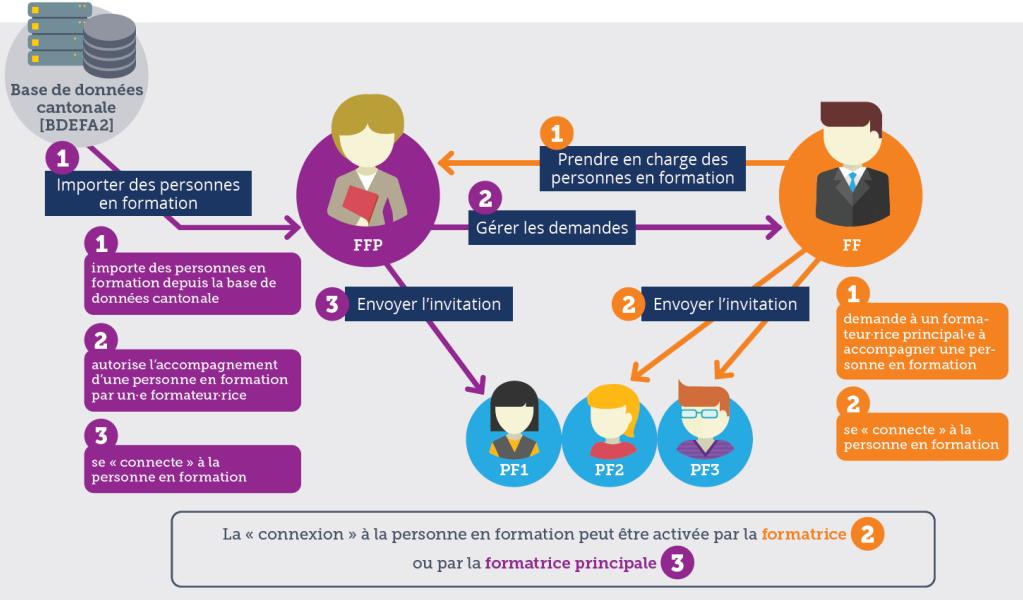 Base de données
cantonale
[BDEFA2]
1
Importer des personnes
en formation
FFP
1
Prendre en charge des
personnes en formation
2
Gérer les demandes
FF
1
importe des personnes en
formation depuis la base de
données cantonale
2
autorise l’accompagnement
d’une personne en formation
par un·e formateur·rice
3
se « connecte » à la
personne en formation
3
Envoyer l’invitation
2
Envoyer l’invitation
1
demande à un forma-
teur·rice principal·e à
accompagner une per-
sonne en formation
2
se « connecte » à la
personne en formation
PF1
PF2
PF3
La « connexion » à la personne en formation peut être activée par la formatrice 2
ou par la formatrice principale 3